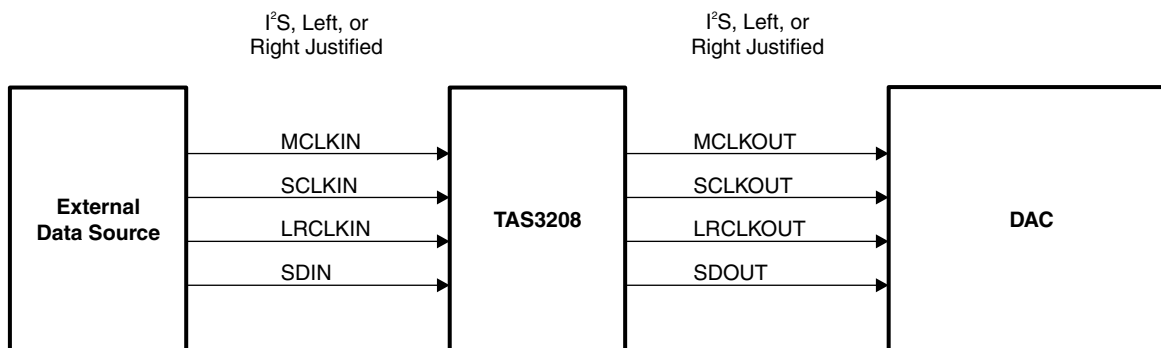 I²S, Left, or
Right Justified
I²S, Left, or
Right Justified
External
Data Source
MCLKIN
SCLKIN
LRCLKIN
SDIN
TAS3208
MCLKOUT
SCLKOUT
LRCLKOUT
SDOUT
DAC